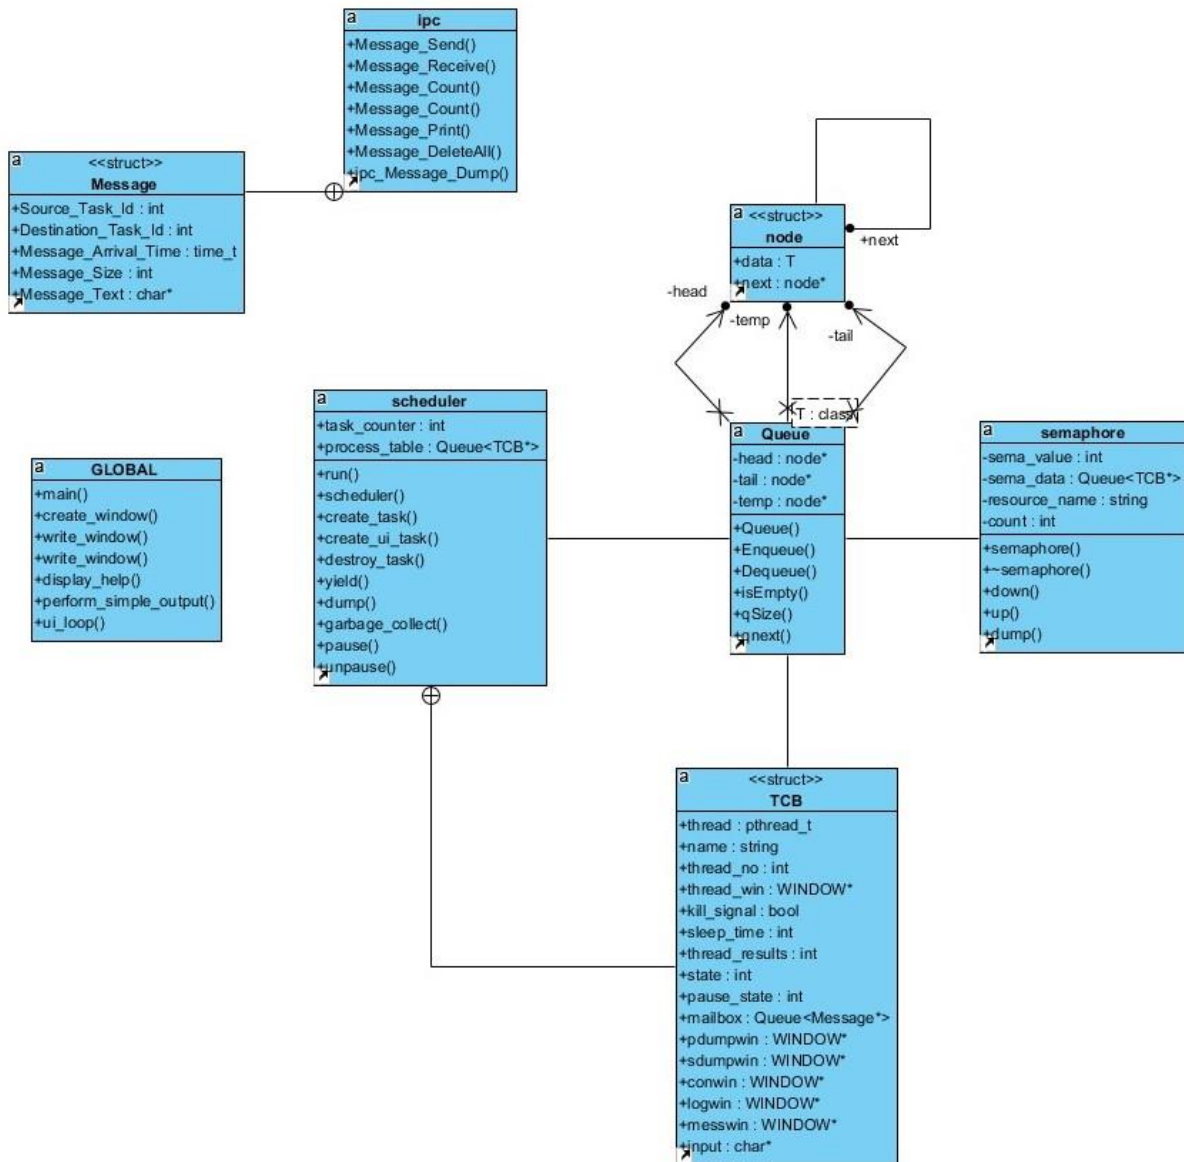 a
ipc
+Message_Send()
+Message_Receive()
+Message_Count()
+Message_Count()
+Message_Print()
+Message_DeleteAll()
+ipc_Message_Dump()
a
<<struct>>
Message
+Source_Task_Id : int
+Destination_Task_Id : int
+Message_Arrival_Time : time_t
+Message_Size : int
+Message_Text : char*
a
<<struct>>
node
+data : T
+next : node*
+next
-head
-temp
-tail
a
scheduler
+task_counter : int
+process_table : Queue<TCB*>
+run()
+scheduler()
+create_task()
+create_ui_task()
+destroy_task()
+yield()
+dump()
+garbage_collect()
+pause()
+unpause()
T : class
a
Queue
-head : node*
-tail : node*
-temp : node*
+Queue()
+Enqueue()
+Dequeue()
+isEmpty()
+qSize()
+qnext()
a
semaphore
-sema_value : int
-sema_data : Queue<TCB*>
-resource_name : string
-count : int
+semaphore()
+~semaphore()
+down()
+up()
+dump()
a
GLOBAL
+main()
+create_window()
+write_window()
+write_window()
+display_help()
+perform_simple_output()
+ui_loop()
a
<<struct>>
TCB
+thread : pthread_t
+name : string
+thread_no : int
+thread_win : WINDOW*
+kill_signal : bool
+sleep_time : int
+thread_results : int
+state : int
+pause_state : int
+mailbox : Queue<Message*>
+pdumpwin : WINDOW*
+sdumpwin : WINDOW*
+conwin : WINDOW*
+logwin : WINDOW*
+messwin : WINDOW*
+input : char*